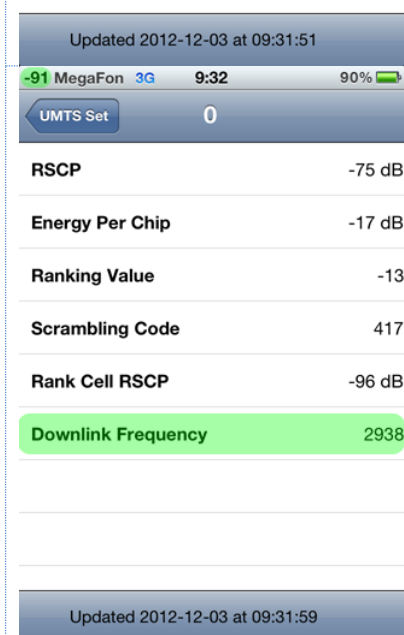 Updated 2012-12-03 at 09:31:51
-91 MegaFon 3G 9:32 90%
UMTS Set 0
RSCP -75 dB
Energy Per Chip -17 dB
Ranking Value -13
Scrambling Code 417
Rank Cell RSCP -96 dB
Downlink Frequency 2938
Updated 2012-12-03 at 09:31:59